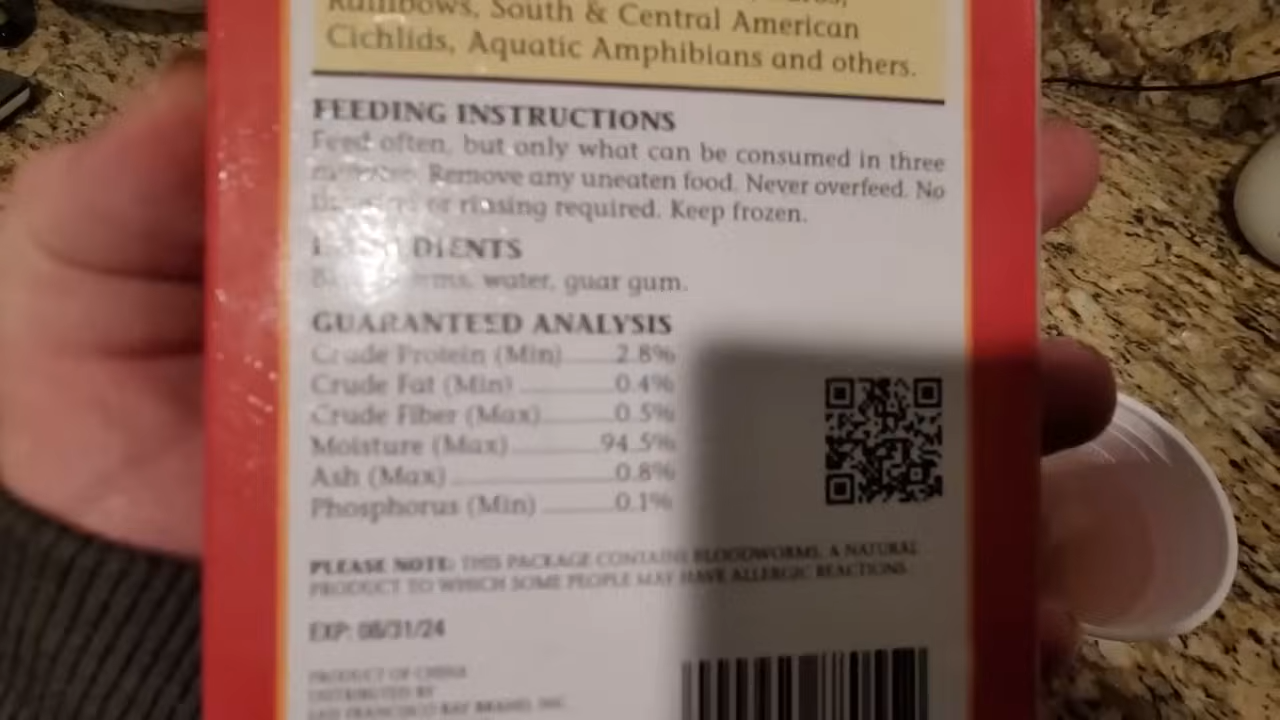 Rainbows, South & Central American
Cichlids, Aquatic Amphibians and others.
FEEDING INSTRUCTIONS
Feed often, but only what can be consumed in three
Remove any uneaten food. Never overfeed. No
or rinsing required. Keep frozen.
water, guar gum.
GUARANTEED ANALYSIS
Crude Protein (Min) 2.8%
Crude Fat (Min) 0.4%
Crude Fiber (Max) 0.5%
Moisture (Max) 94.5%
Ash (Max) 0.8%
Phosphorus (Min) 0.1%
PLEASE NOTE: THIS PACKAGE CONTAINS BLOODWORMS, A NATURAL
PRODUCT TO WHICH SOME PEOPLE MAY HAVE ALLERGIC REACTIONS.
EXP: 08/31/24
PRODUCT OF CHINA
DISTRIBUTED BY
SAN FRANCISCO BAY BRAND, INC.